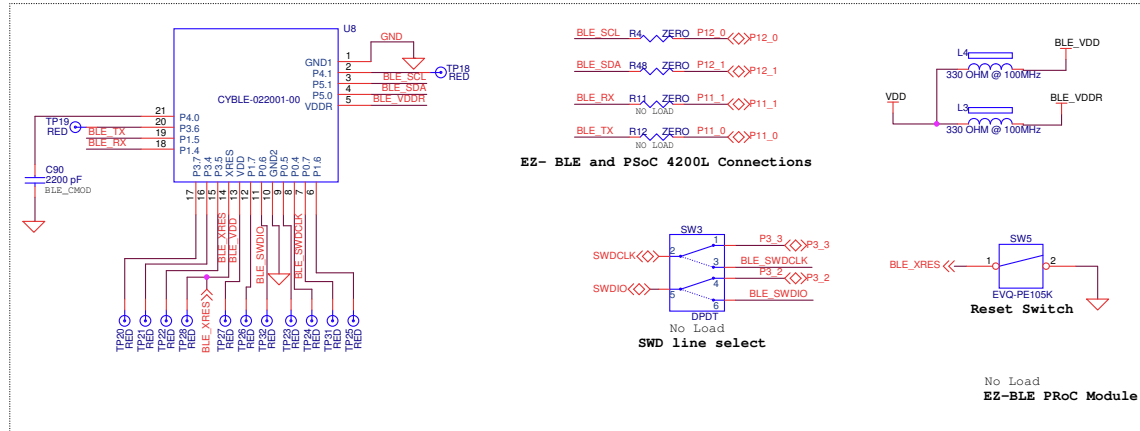 U8
CYBLE-022001-00
GND1
P4.1
P5.1
P5.0
VDDR
1
2
3
4
5
GND
TP18
RED
BLE_SCL
BLE_SDA
BLE_VDDR
21
20
19
18
P4.0
P3.6
P1.5
P1.4
TP19
RED
BLE_TX
BLE_RX
C90
2200 pF
BLE_CMOD
P3.7
P3.4
P3.5
XRES
VDD
P1.7
P0.6
GND2
P0.5
P0.4
P0.7
P1.6
17
16
15
14
13
12
11
10
9
8
7
6
BLE_XRES
BLE_VDD
BLE_SWDIO
BLE_SWDCLK
BLE_XRES
TP20
RED
TP21
RED
TP22
RED
TP28
RED
TP27
RED
TP26
RED
TP32
RED
TP23
RED
TP24
RED
TP31
RED
TP25
RED
BLE_SCL R4 ZERO P12_0 P12_0
BLE_SDA R48 ZERO P12_1 P12_1
BLE_RX R11 ZERO P11_1 P11_1
NO LOAD
BLE_TX R12 ZERO P11_0 P11_0
NO LOAD
EZ- BLE and PSoC 4200L Connections
L4
330 OHM @ 100MHz
BLE_VDD
VDD
L3
330 OHM @ 100MHz
BLE_VDDR
SW3
SWDCLK
SWDIO
2
5
1
3
4
6
P3_3 P3_3
BLE_SWDCLK
P3_2 P3_2
BLE_SWDIO
DPDT
No Load
SWD line select
SW5
BLE_XRES
1
2
EVQ-PE105K
Reset Switch
No Load
EZ-BLE PRoC Module